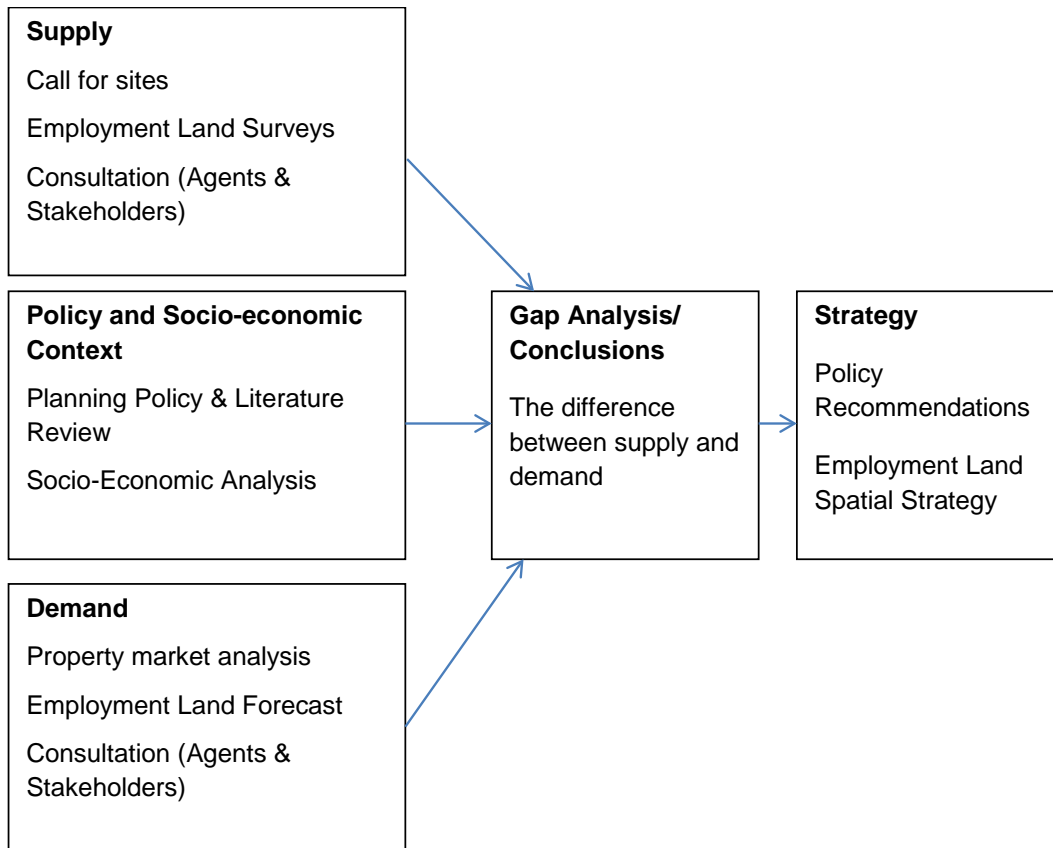 Supply
Call for sites
Employment Land Surveys
Consultation (Agents &
Stakeholders)
Policy and Socio-economic
Context
Planning Policy & Literature
Review
Socio-Economic Analysis
Demand
Property market analysis
Employment Land Forecast
Consultation (Agents &
Stakeholders)
Gap Analysis/
Conclusions
The difference
between supply and
demand
Strategy
Policy
Recommendations
Employment Land
Spatial Strategy